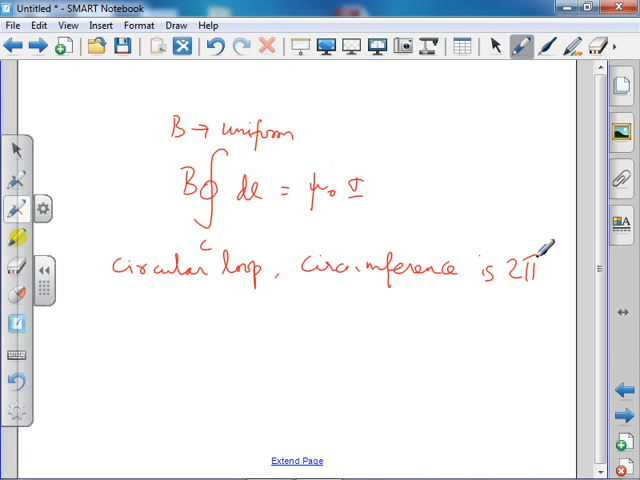 Untitled * - SMART Notebook
File Edit View Insert Format Draw Help
B → uniform
B∮ dl = μ₀ I
c
circular loop, circumference is 2π
Extend Page